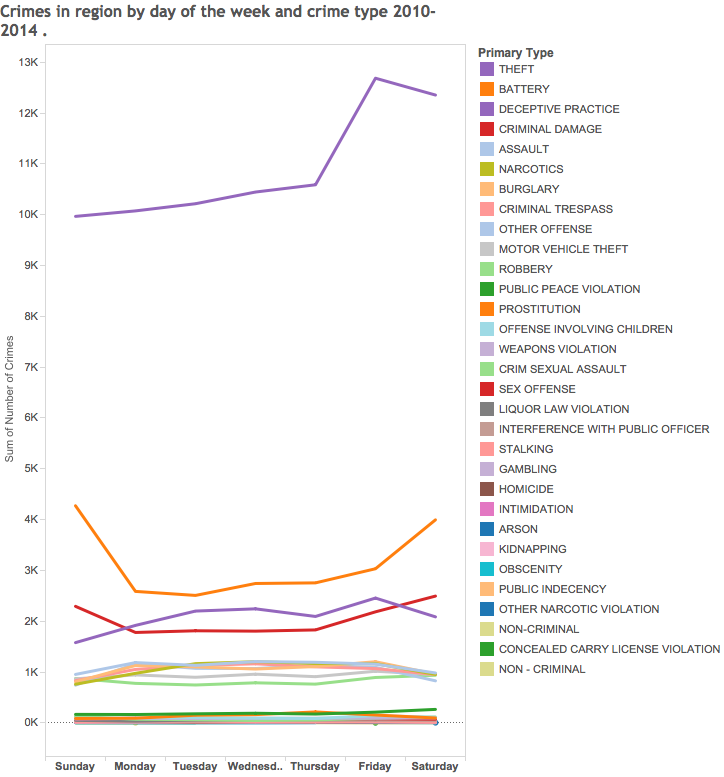 Crimes in region by day of the week and crime type 2010-
2014 .
Primary Type
THEFT
BATTERY
DECEPTIVE PRACTICE
CRIMINAL DAMAGE
ASSAULT
NARCOTICS
BURGLARY
CRIMINAL TRESPASS
OTHER OFFENSE
MOTOR VEHICLE THEFT
ROBBERY
PUBLIC PEACE VIOLATION
PROSTITUTION
OFFENSE INVOLVING CHILDREN
WEAPONS VIOLATION
CRIM SEXUAL ASSAULT
SEX OFFENSE
LIQUOR LAW VIOLATION
INTERFERENCE WITH PUBLIC OFFICER
STALKING
GAMBLING
HOMICIDE
INTIMIDATION
ARSON
KIDNAPPING
OBSCENITY
PUBLIC INDECENCY
OTHER NARCOTIC VIOLATION
NON-CRIMINAL
CONCEALED CARRY LICENSE VIOLATION
NON - CRIMINAL
Sum of Number of Crimes
13K
12K
11K
10K
9K
8K
7K
6K
5K
4K
3K
2K
1K
0K
Sunday Monday Tuesday Wednesd.. Thursday Friday Saturday